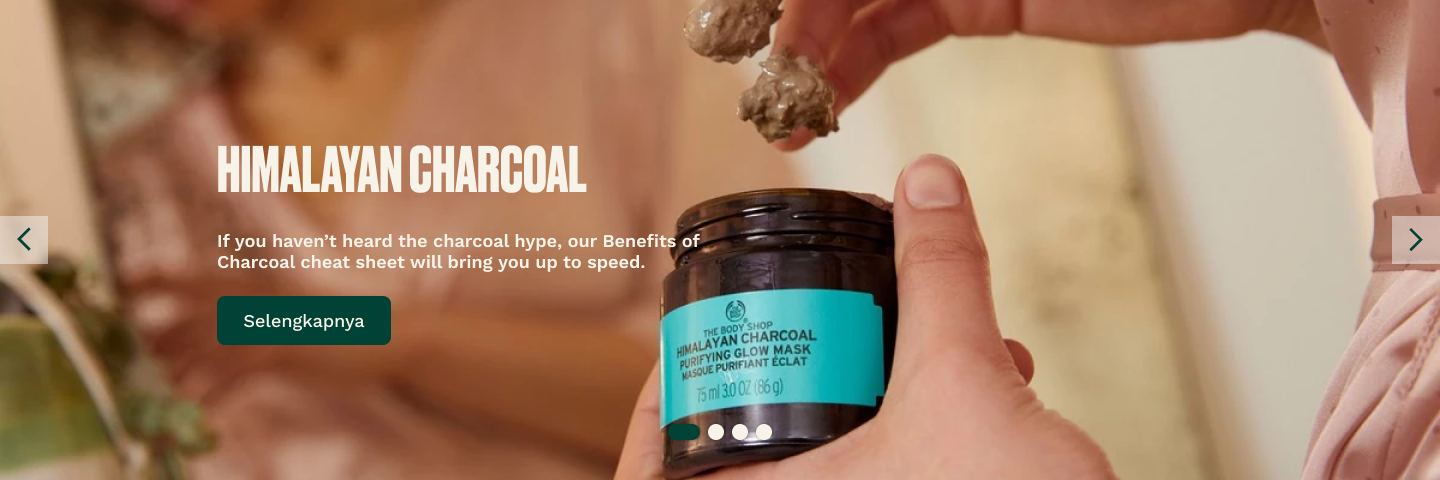 HIMALAYAN CHARCOAL
If you haven’t heard the charcoal hype, our Benefits of
Charcoal cheat sheet will bring you up to speed.
Selengkapnya
THE BODY SHOP
HIMALAYAN CHARCOAL
PURIFYING GLOW MASK
MASQUE PURIFIANT ÉCLAT
75 ml 3.0 OZ (86 g)